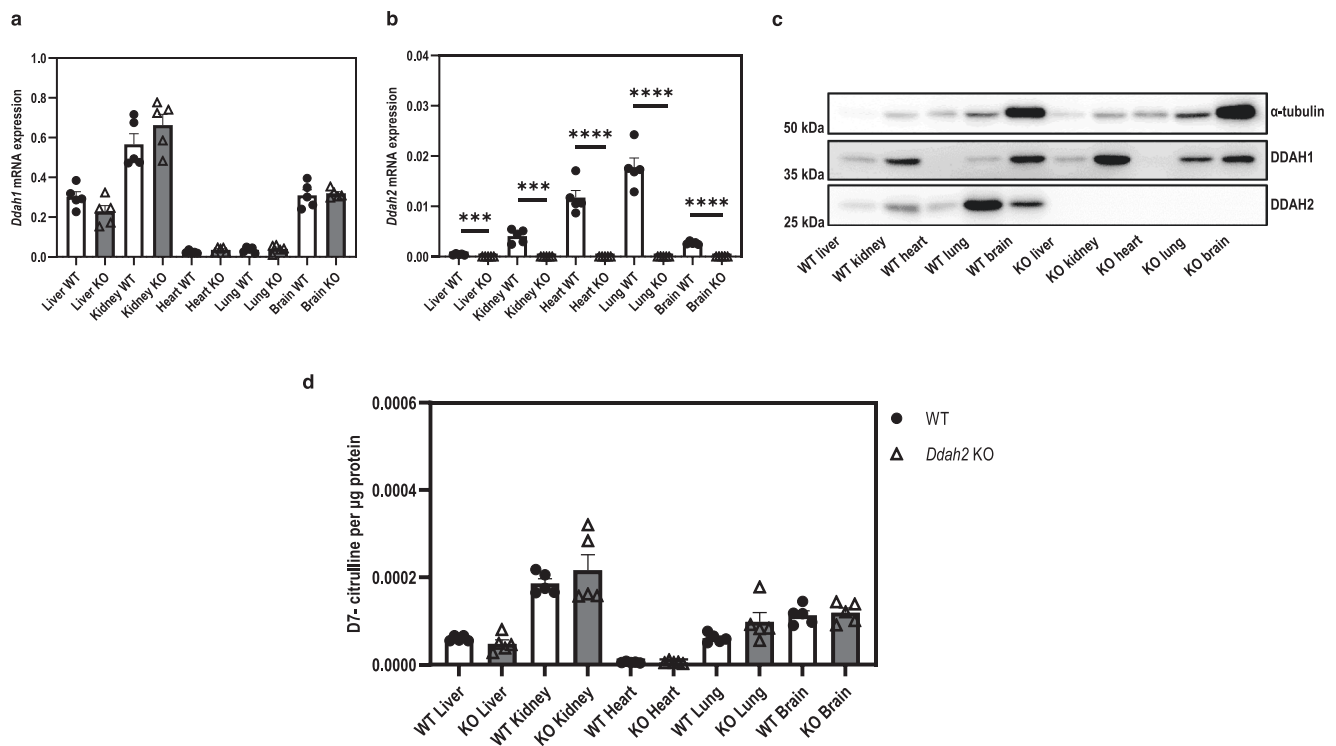 a
Ddah1 mRNA expression
1.0
0.8
0.6
0.4
0.2
0.0
Liver WT
Liver KO
Kidney WT
Kidney KO
Heart WT
Heart KO
Lung WT
Lung KO
Brain WT
Brain KO
b
Ddah2 mRNA expression
0.04
0.03
0.02
0.01
0.00
***
***
****
****
****
Liver WT
Liver KO
Kidney WT
Kidney KO
Heart WT
Heart KO
Lung WT
Lung KO
Brain WT
Brain KO
c
50 kDa
α-tubulin
35 kDa
DDAH1
25 kDa
DDAH2
WT liver
WT kidney
WT heart
WT lung
WT brain
KO liver
KO kidney
KO heart
KO lung
KO brain
d
D7- citrulline per µg protein
0.0006
0.0004
0.0002
0.0000
WT Liver
KO Liver
WT Kidney
KO Kidney
WT Heart
KO Heart
WT Lung
KO Lung
WT Brain
KO Brain
WT
Ddah2 KO